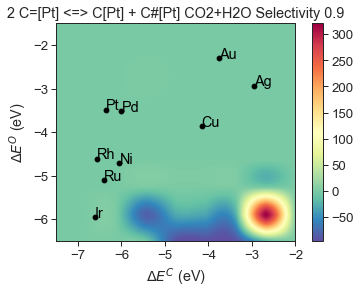 2 C=[Pt] <=> C[Pt] + C#[Pt] CO2+H2O Selectivity 0.9
−2
−3
−4
−5
−6
ΔE^O (eV)
Au
Ag
Pt
Pd
Cu
Rh
Ni
Ru
Ir
−7
−6
−5
−4
−3
−2
ΔE^C (eV)
300
250
200
150
100
50
0
−50